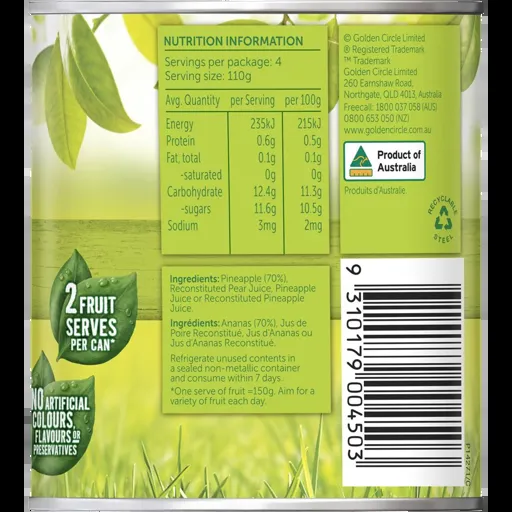 NUTRITION INFORMATION
Servings per package: 4
Serving size: 110g
Avg. Quantity per Serving per 100g
Energy 235kJ 215kJ
Protein 0.6g 0.5g
Fat, total 0.1g 0.1g
-saturated 0g 0g
Carbohydrate 12.4g 11.3g
-sugars 11.6g 10.5g
Sodium 3mg 2mg
© Golden Circle Limited
® Registered Trademark
™ Trademark
Golden Circle Limited
260 Earnshaw Road,
Northgate, QLD 4013, Australia
Freecall: 1800 037 058 (AUS)
0800 653 050 (NZ)
www.goldencircle.com.au
Product of
Australia
Produits d'Australie.
RECYCLABLE
STEEL
2 FRUIT
SERVES
PER CAN*
NO ARTIFICIAL
COLOURS,
FLAVOURS OR
PRESERVATIVES
Ingredients: Pineapple (70%),
Reconstituted Pear Juice, Pineapple
Juice or Reconstituted Pineapple
Juice.
Ingrédients: Ananas (70%), Jus de
Poire Reconstitué, Jus d'Ananas ou
Jus d'Ananas Reconstitué.
Refrigerate unused contents in
a sealed non-metallic container
and consume within 7 days.
*One serve of fruit =150g. Aim for a
variety of fruit each day.
9 310179 004503